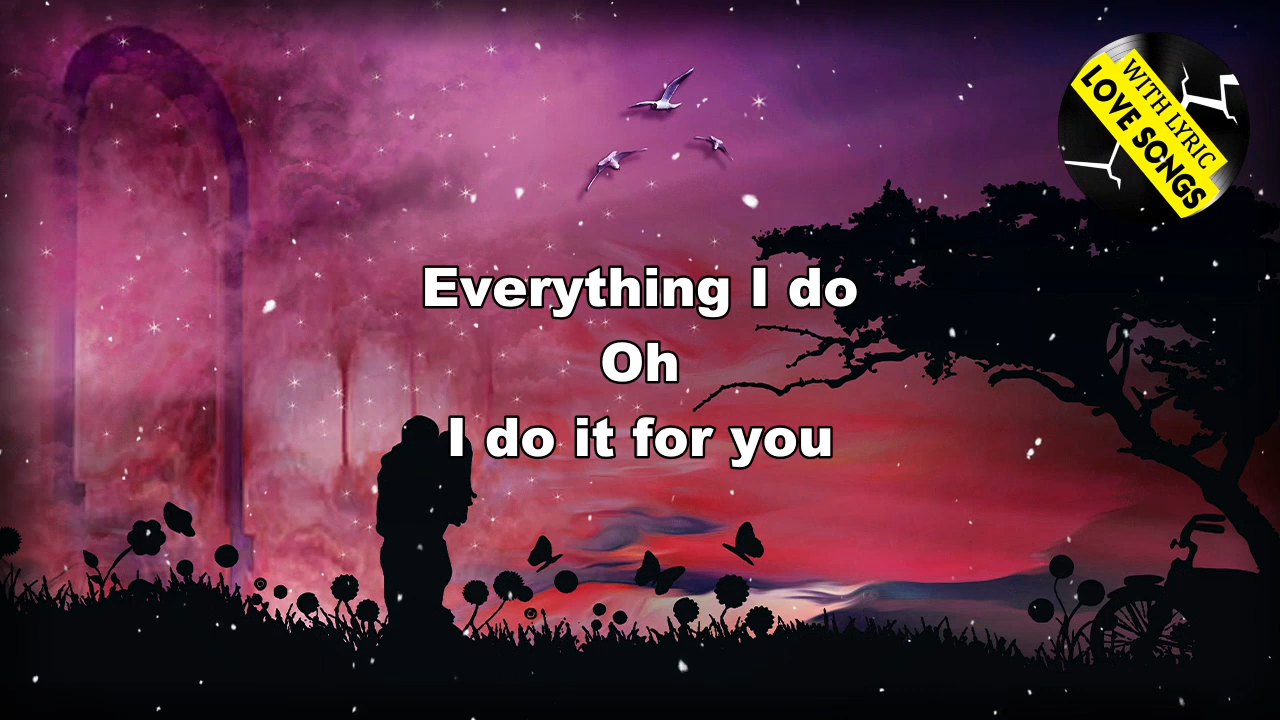 WITH LYRIC
LOVE SONGS
Everything I do
Oh
I do it for you